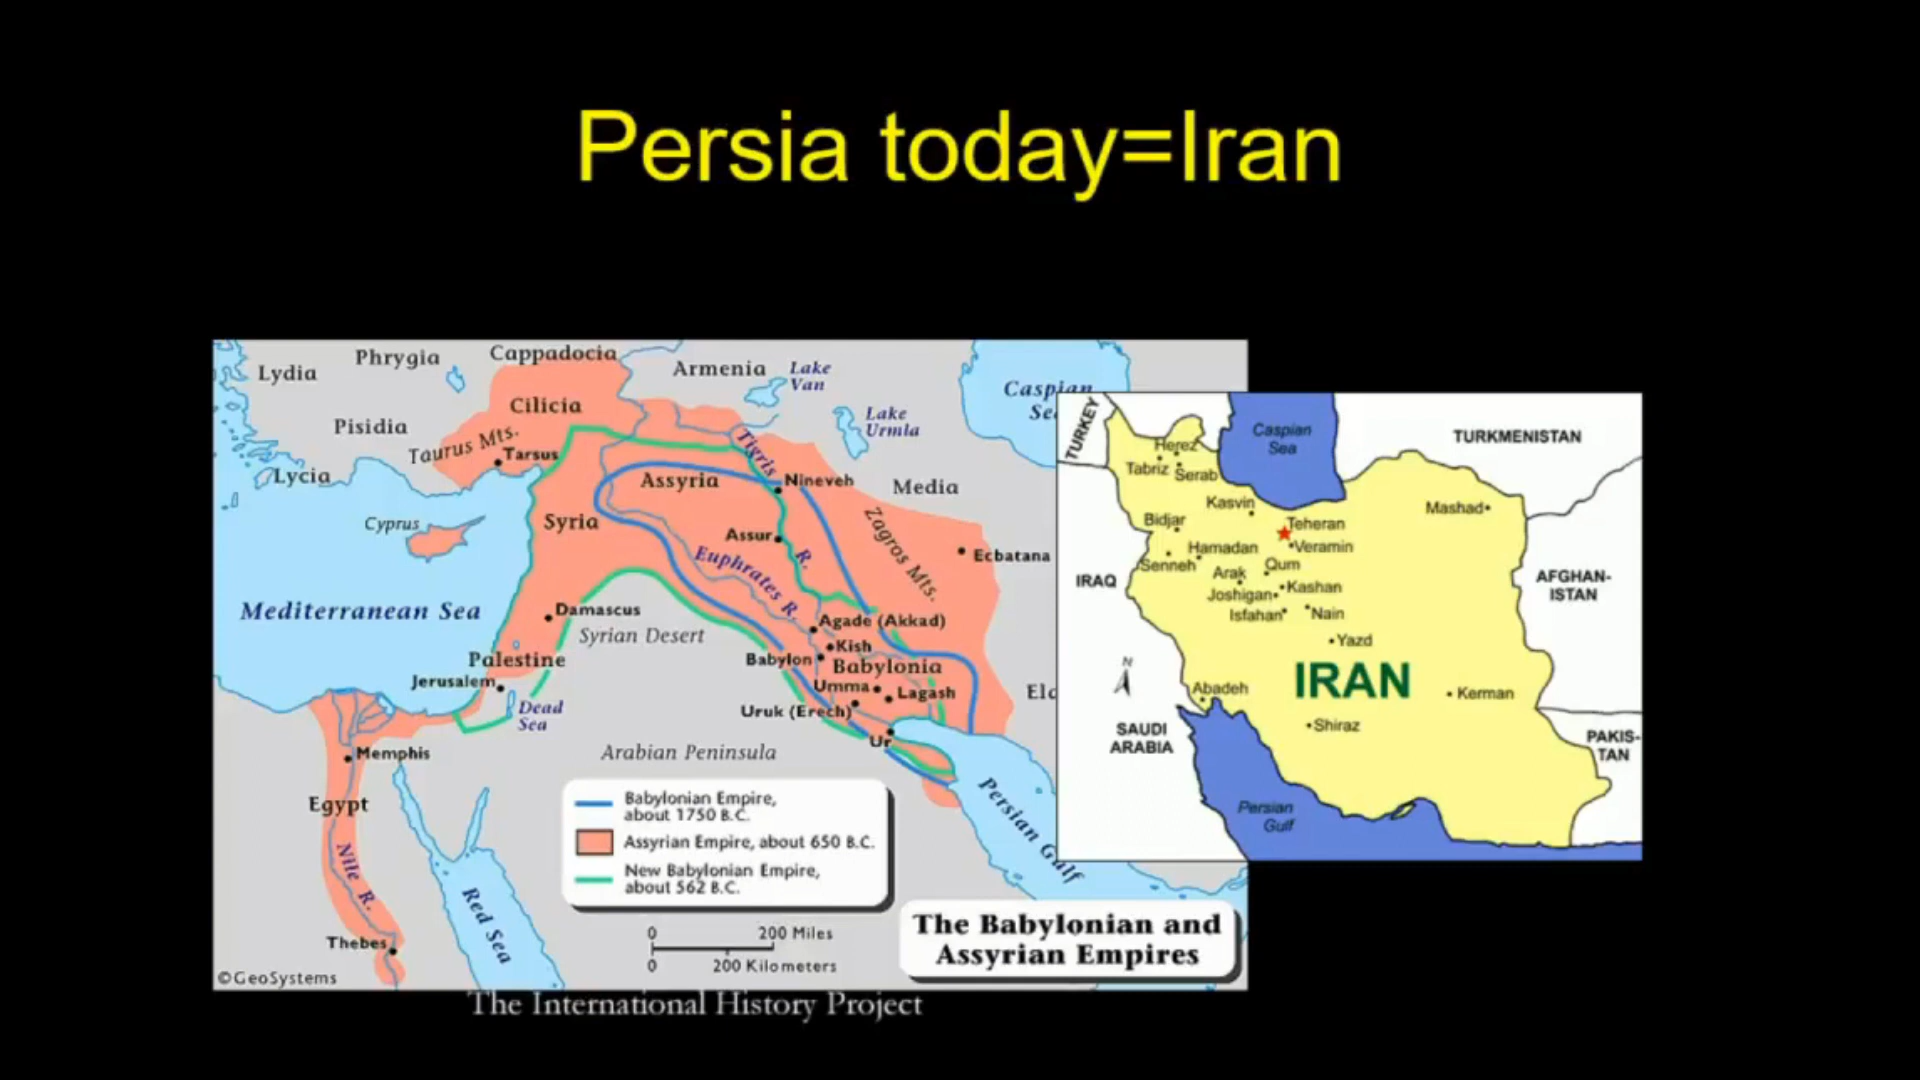 Persia today=Iran
Phrygia
Cappadocia
Lydia
Armenia
Lake
Van
Caspian
Se
Cilicia
Lake
Urmla
Pisidia
Taurus Mts.
Tarsus
Tigris
R.
Lycia
Assyria
Nineveh
Media
Cyprus
Syria
Assur
Zagros Mts.
Ecbatana
Euphrates R.
Mediterranean Sea
Damascus
Syrian Desert
Agade (Akkad)
Kish
Palestine
Babylon
Babylonia
Jerusalem
Umma
Lagash
Ela
Dead
Sea
Uruk (Erech)
Ur
Memphis
Arabian Peninsula
Egypt
Persian Gulf
Nile R.
Red Sea
Thebes
Babylonian Empire,
about 1750 B.C.
Assyrian Empire, about 650 B.C.
New Babylonian Empire,
about 562 B.C.
0
200 Miles
0
200 Kilometers
The Babylonian and
Assyrian Empires
©GeoSystems
The International History Project
TURKEY
Caspian
Sea
TURKMENISTAN
Herez
Tabriz
Serab
Kasvin
Mashad
Bidjar
Teheran
Hamadan
Veramin
Senneh
Arak
Qum
IRAQ
Kashan
Joshigan
AFGHAN-
ISTAN
Isfahan
Nain
Yazd
N
IRAN
Abadeh
Kerman
Shiraz
SAUDI
ARABIA
PAKIS-
TAN
Persian
Gulf